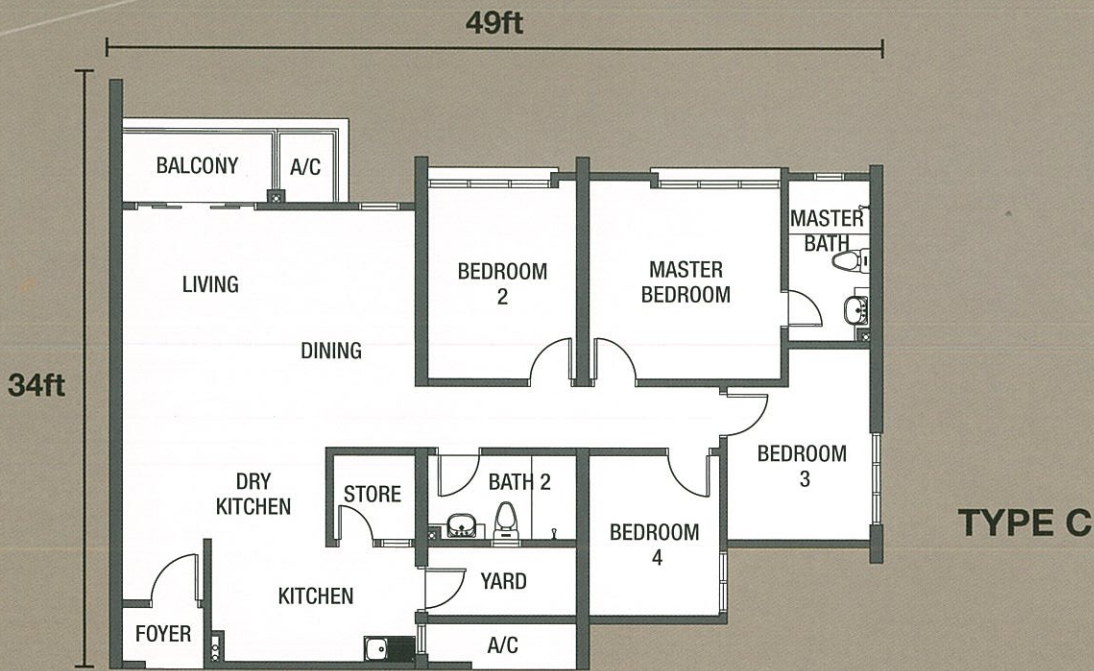 49ft
34ft
BALCONY
A/C
LIVING
DINING
BEDROOM
2
MASTER
BEDROOM
MASTER
BATH
DRY
KITCHEN
STORE
BATH 2
BEDROOM
3
BEDROOM
4
KITCHEN
YARD
FOYER
A/C
TYPE C